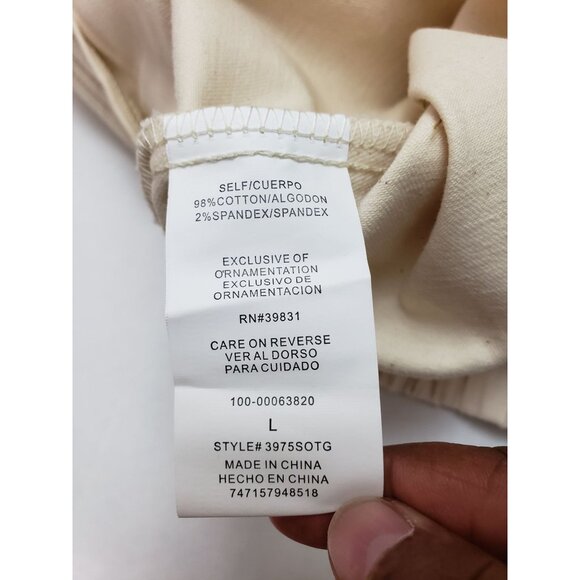 SELF/CUERPO
98%COTTON/ALGODON
2%SPANDEX/SPANDEX
EXCLUSIVE OF
ORNAMENTATION
EXCLUSIVO DE
ORNAMENTACION
RN#39831
CARE ON REVERSE
VER AL DORSO
PARA CUIDADO
100-00063820
L
STYLE# 3975SOTG
MADE IN CHINA
HECHO EN CHINA
747157948518